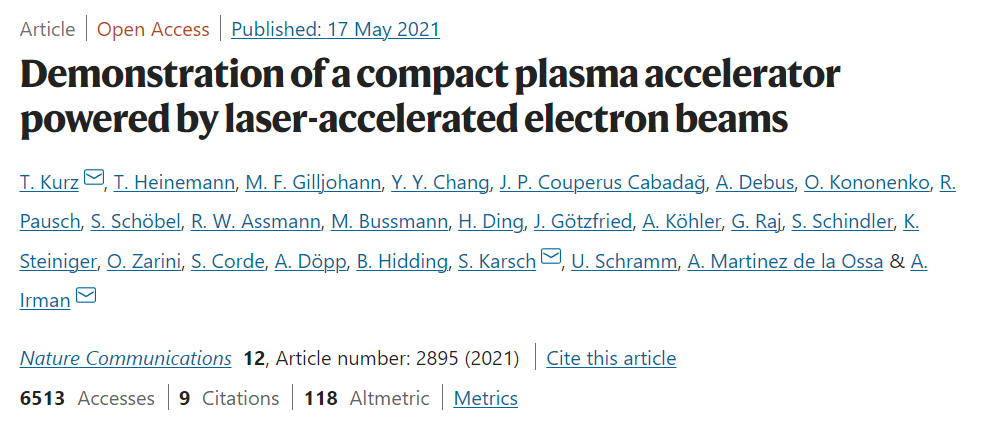 Article Open Access Published: 17 May 2021
Demonstration of a compact plasma accelerator
powered by laser-accelerated electron beams
T. Kurz, T. Heinemann, M. F. Gilljohann, Y. Y. Chang, J. P. Couperus Cabadağ, A. Debus, O. Kononenko, R.
Pausch, S. Schöbel, R. W. Assmann, M. Bussmann, H. Ding, J. Götzfried, A. Köhler, G. Raj, S. Schindler, K.
Steiniger, O. Zarini, S. Corde, A. Döpp, B. Hidding, S. Karsch, U. Schramm, A. Martinez de la Ossa & A.
Irman
Nature Communications 12, Article number: 2895 (2021) Cite this article
6513 Accesses 9 Citations 118 Altmetric Metrics